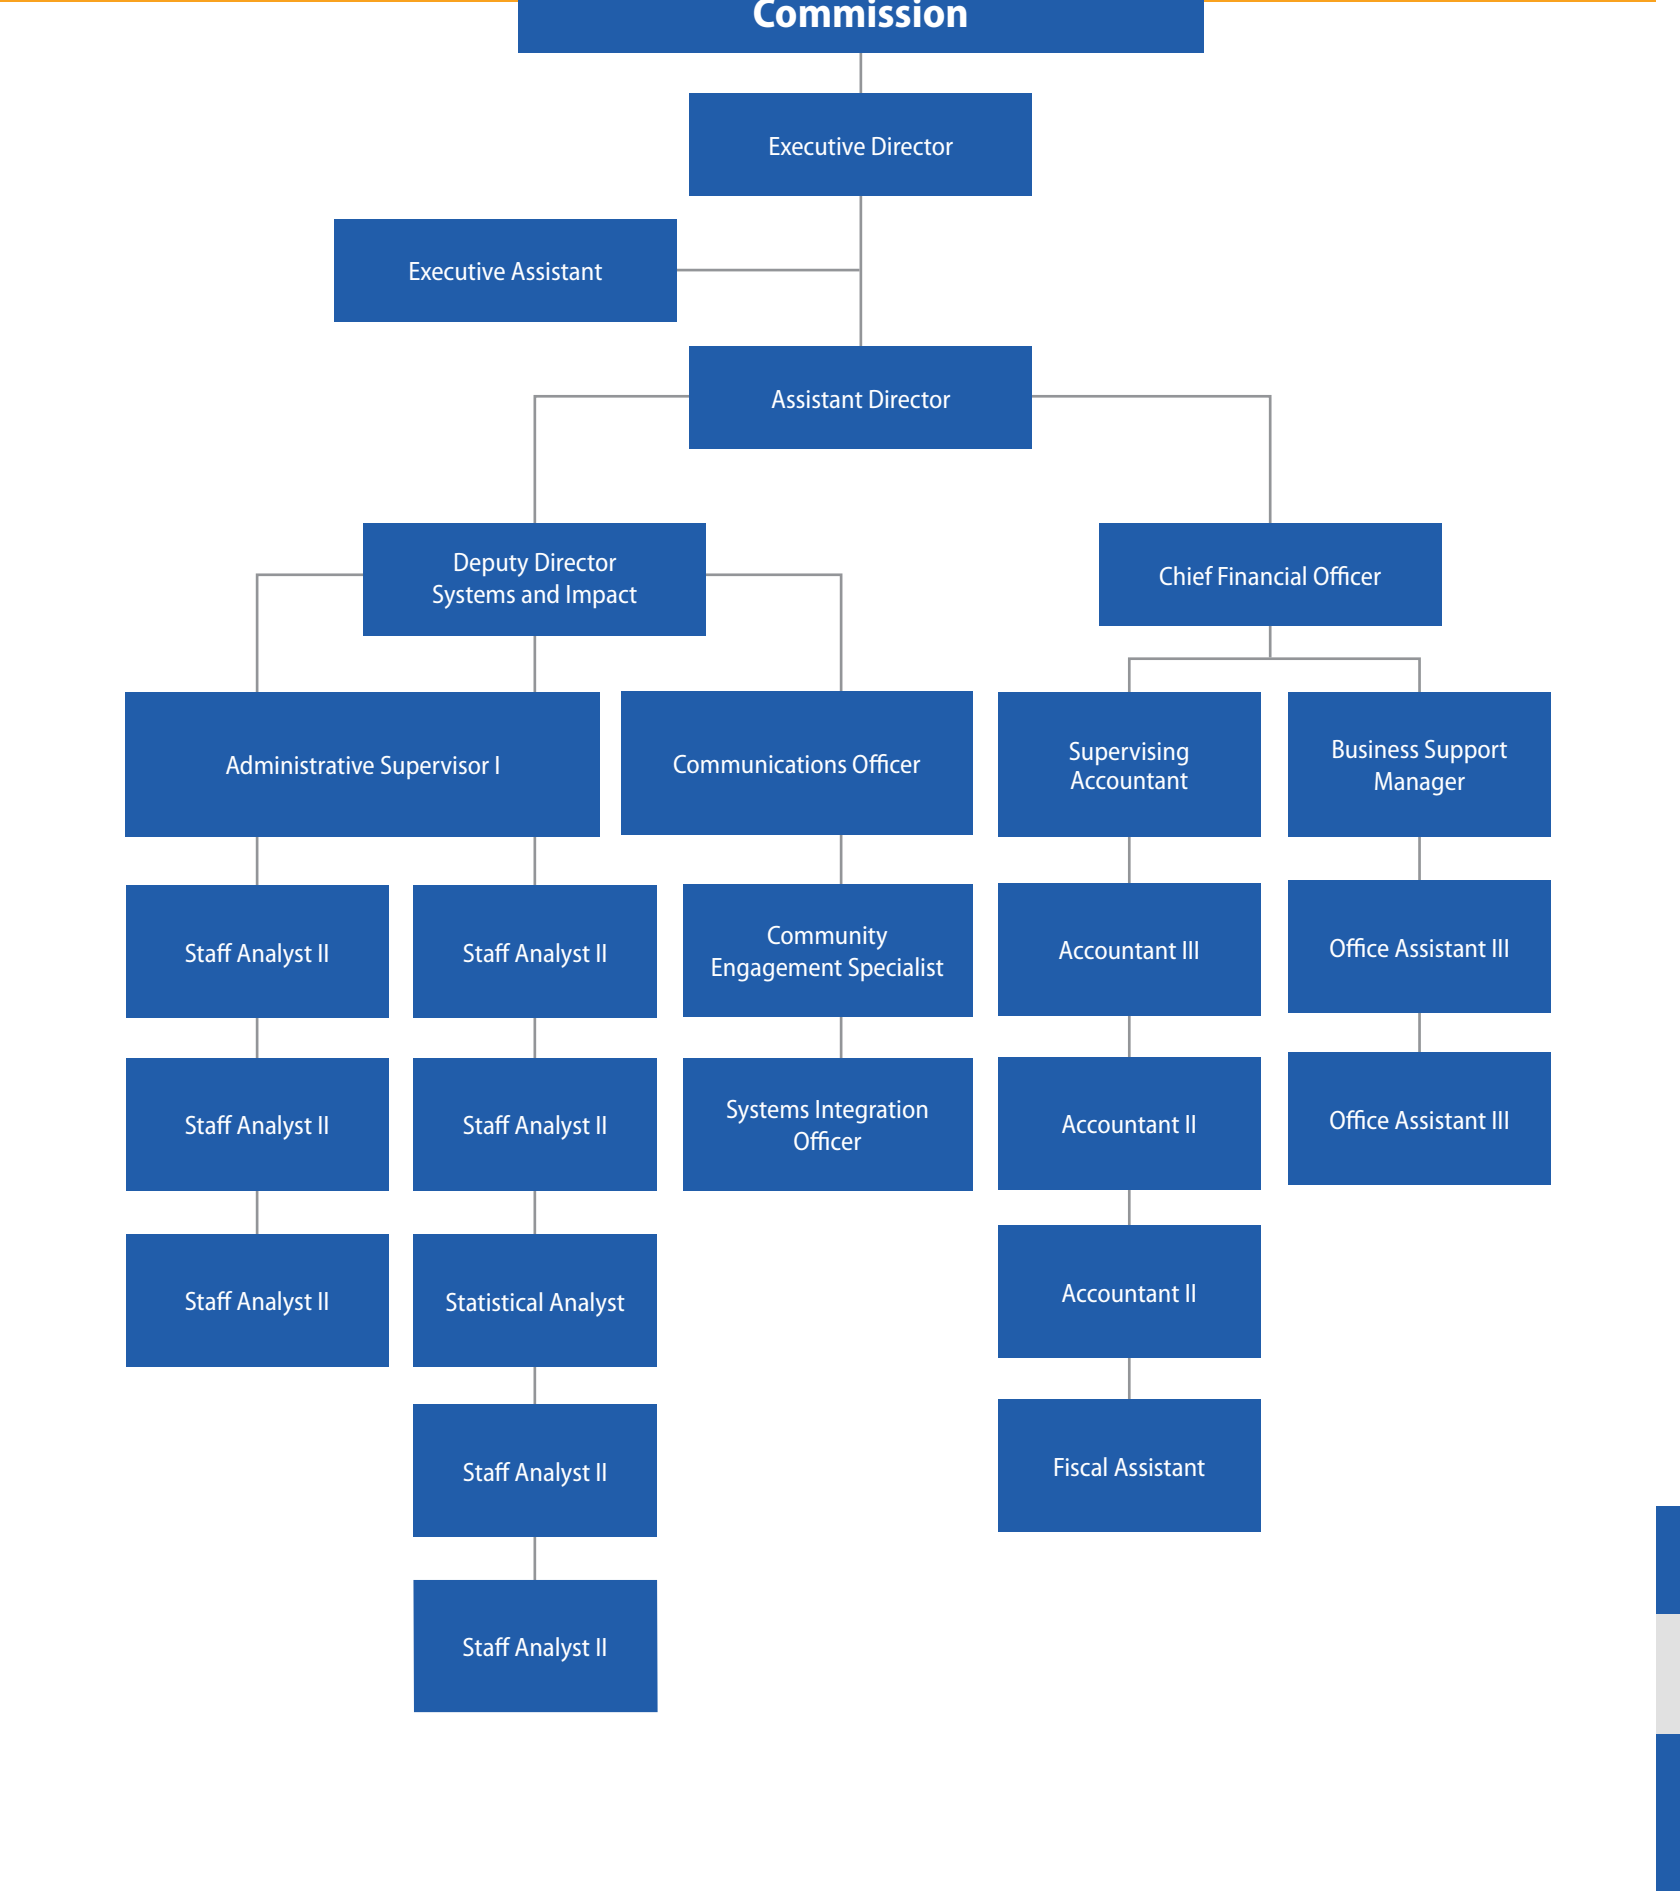 Commission
Executive Director
Executive Assistant
Assistant Director
Deputy Director
Systems and Impact
Chief Financial Officer
Administrative Supervisor I
Communications Officer
Supervising
Accountant
Business Support
Manager
Staff Analyst II
Staff Analyst II
Community
Engagement Specialist
Accountant III
Office Assistant III
Staff Analyst II
Staff Analyst II
Systems Integration
Officer
Accountant II
Office Assistant III
Staff Analyst II
Statistical Analyst
Accountant II
Staff Analyst II
Fiscal Assistant
Staff Analyst II